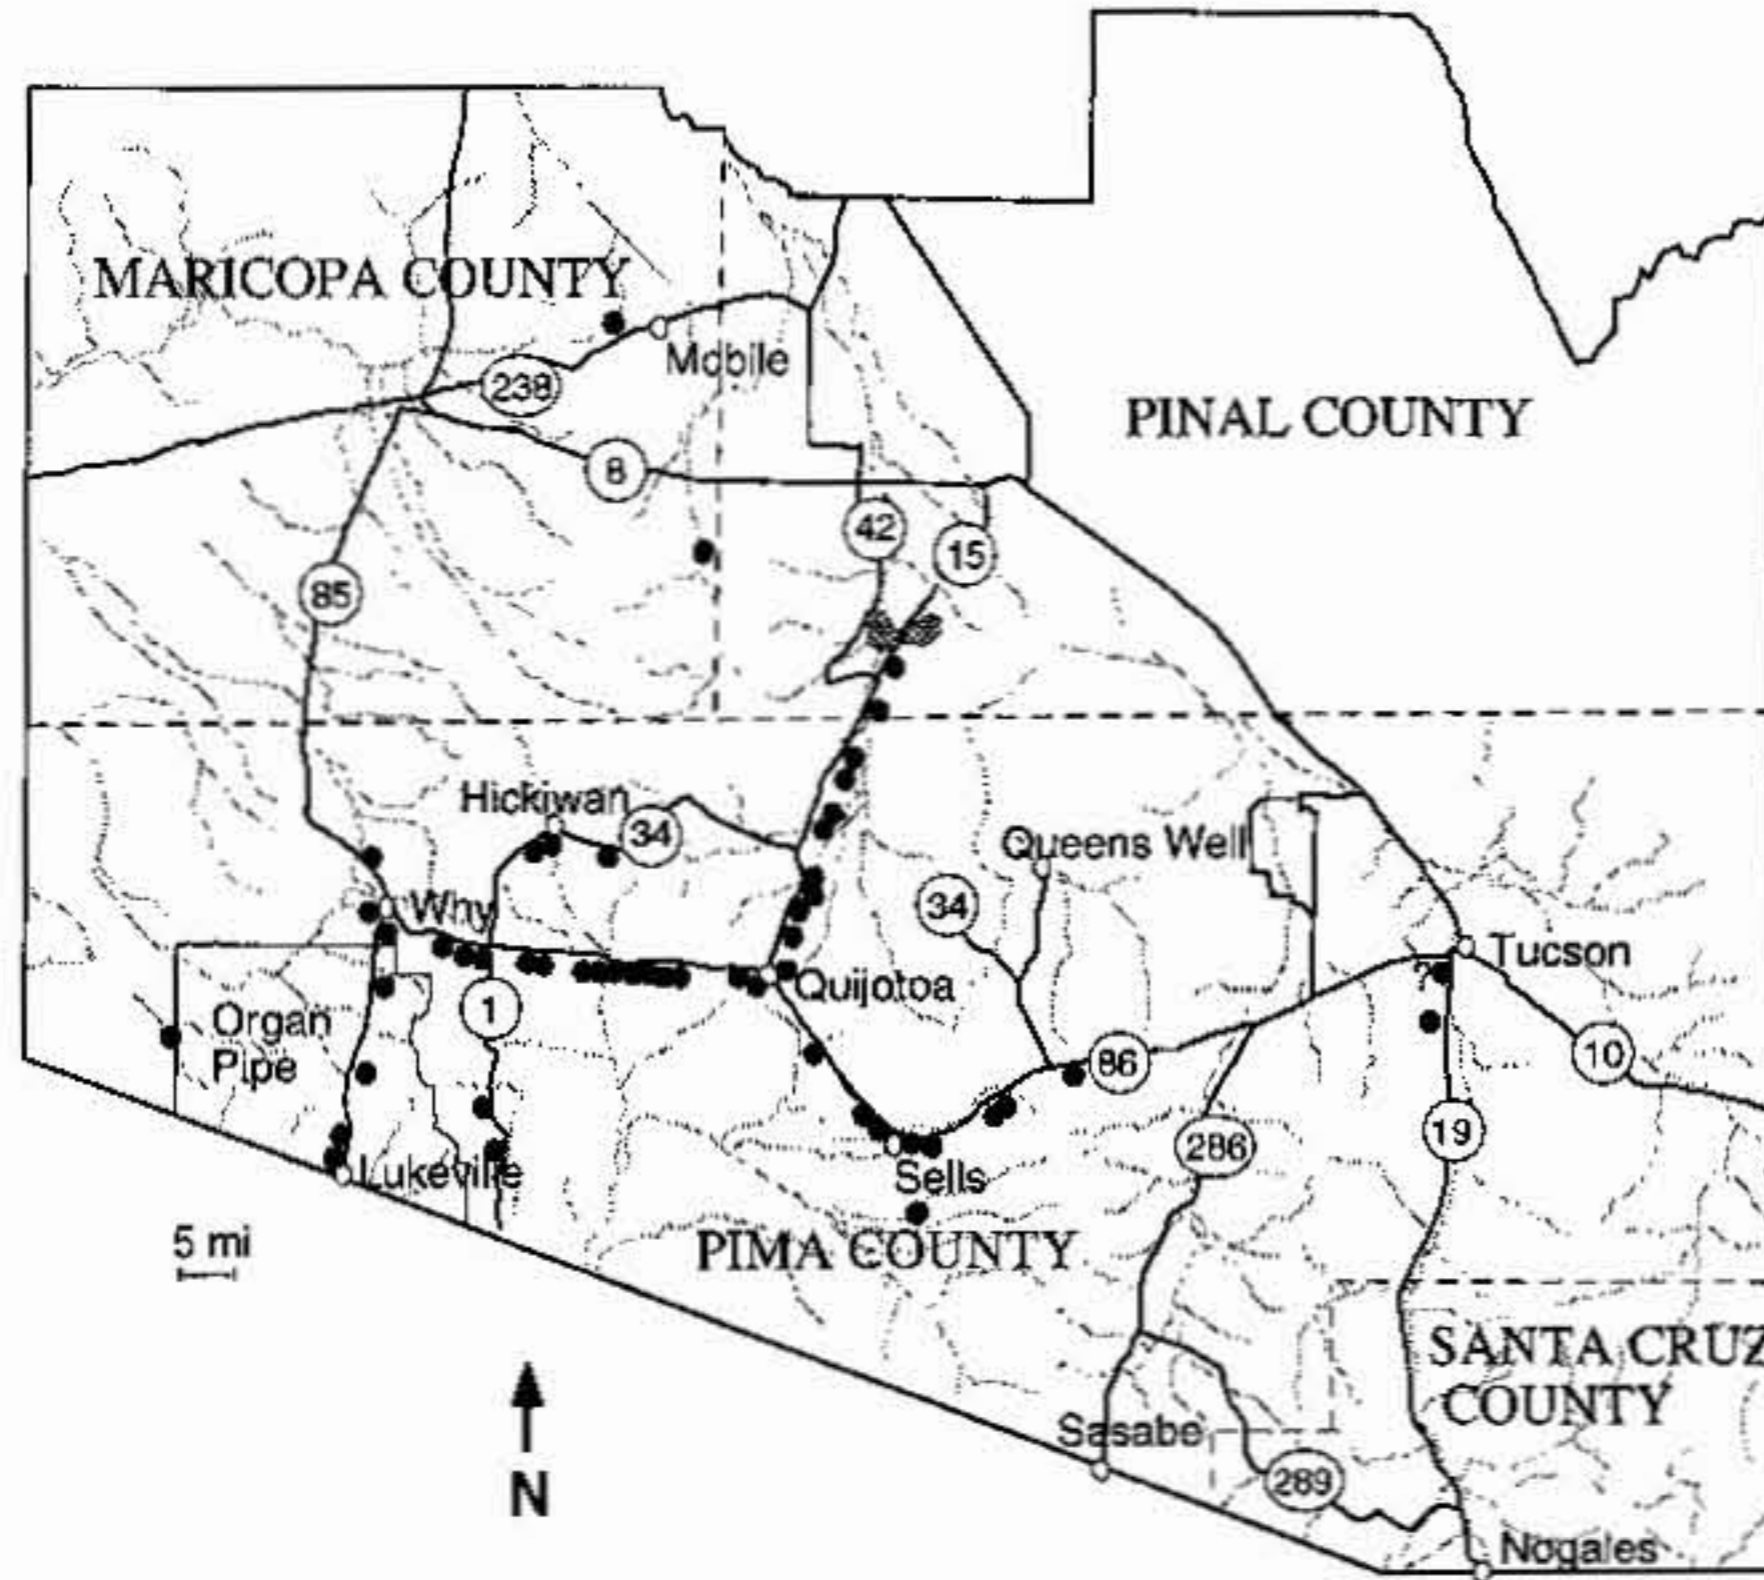 MARICOPA COUNTY
Mobile
238
PINAL COUNTY
8
42
15
85
Hickiwan
34
Queens Well
34
Why
Tucson
?
Quijotoa
1
Organ
Pipe
86
10
19
286
Lukeville
Sells
5 mi
PIMA COUNTY
SANTA CRUZ
COUNTY
Sasabe
289
N
Nogales